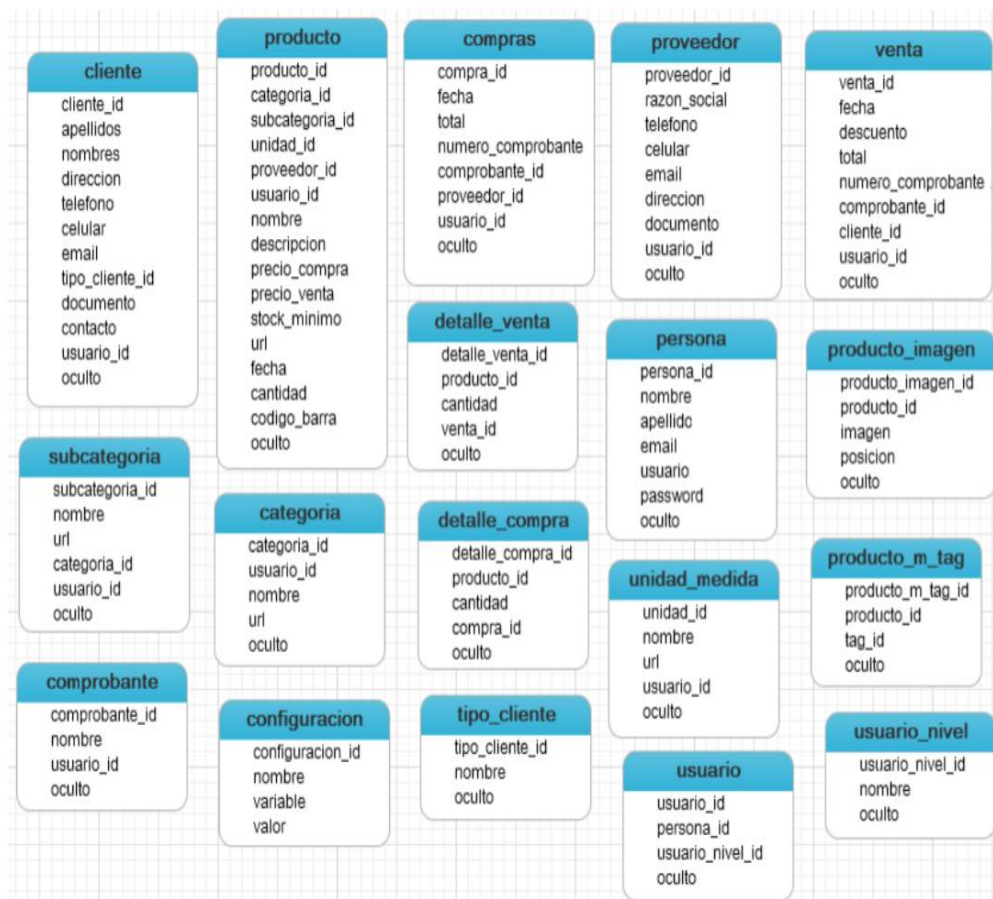 cliente
cliente_id
apellidos
nombres
direccion
telefono
celular
email
tipo_cliente_id
documento
contacto
usuario_id
oculto
producto
producto_id
categoria_id
subcategoria_id
unidad_id
proveedor_id
usuario_id
nombre
descripcion
precio_compra
precio_venta
stock_minimo
url
fecha
cantidad
codigo_barra
oculto
compras
compra_id
fecha
total
numero_comprobante
comprobante_id
proveedor_id
usuario_id
oculto
proveedor
proveedor_id
razon_social
telefono
celular
email
direccion
documento
usuario_id
oculto
venta
venta_id
fecha
descuento
total
numero_comprobante
comprobante_id
cliente_id
usuario_id
oculto
detalle_venta
detalle_venta_id
producto_id
cantidad
venta_id
oculto
persona
persona_id
nombre
apellido
email
usuario
password
oculto
producto_imagen
producto_imagen_id
producto_id
imagen
posicion
oculto
subcategoria
subcategoria_id
nombre
url
categoria_id
usuario_id
oculto
categoria
categoria_id
usuario_id
nombre
url
oculto
detalle_compra
detalle_compra_id
producto_id
cantidad
compra_id
oculto
unidad_medida
unidad_id
nombre
url
usuario_id
oculto
producto_m_tag
producto_m_tag_id
producto_id
tag_id
oculto
comprobante
comprobante_id
nombre
usuario_id
oculto
configuracion
configuracion_id
nombre
variable
valor
tipo_cliente
tipo_cliente_id
nombre
oculto
usuario
usuario_id
persona_id
usuario_nivel_id
oculto
usuario_nivel
usuario_nivel_id
nombre
oculto